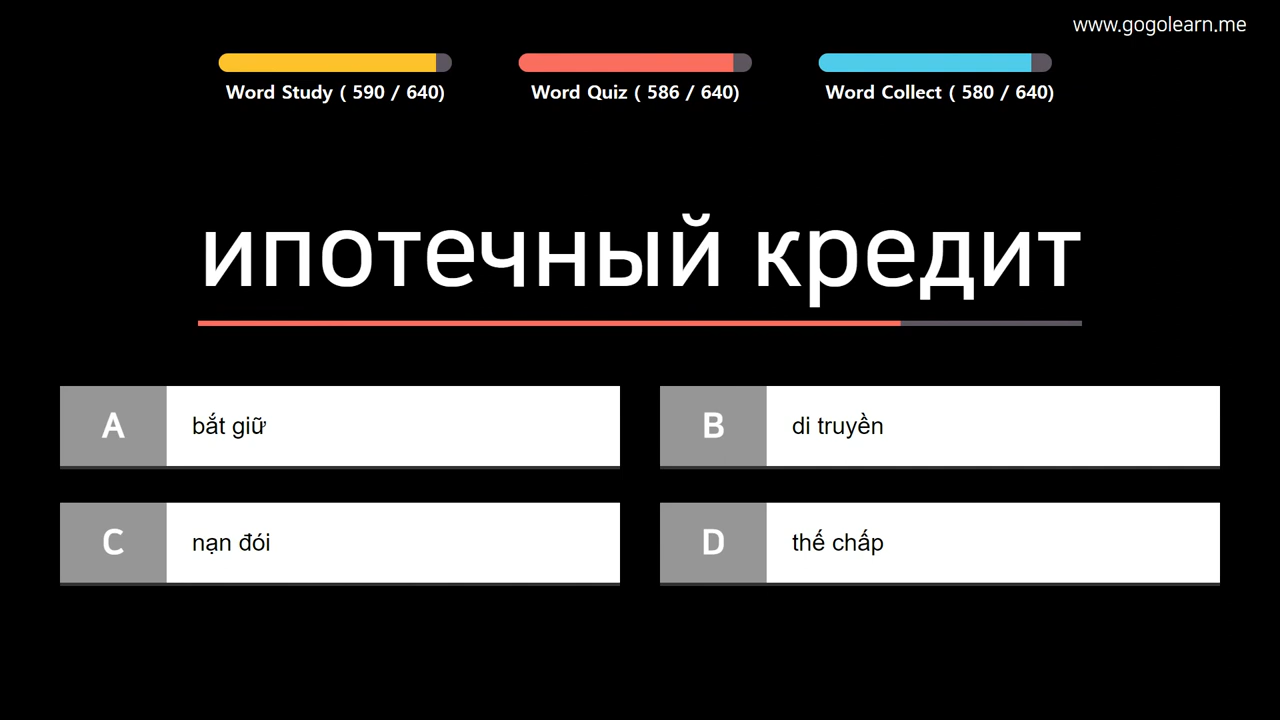 www.gogolearn.me
Word Study ( 590 / 640)
Word Quiz ( 586 / 640)
Word Collect ( 580 / 640)
ипотечный кредит
A bắt giữ
B di truyền
C nạn đói
D thế chấp